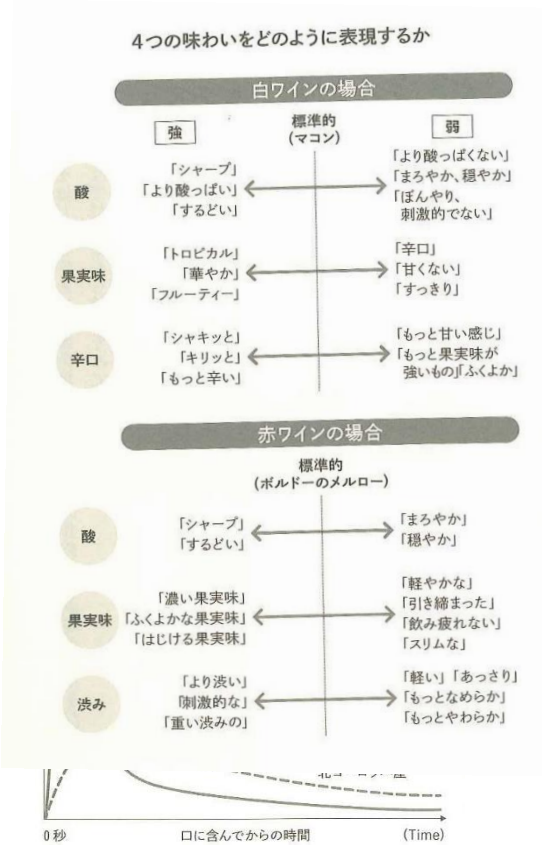 4つの味わいをどのように表現するか
白ワインの場合
強
標準的
(マコン)
弱
酸
「シャープ」
「より酸っぱい」
「するどい」
「より酸っぱくない」
「まろやか、穏やか」
「ぼんやり、
刺激的でない」
果実味
「トロピカル」
「華やか」
「フルーティー」
「辛口」
「甘くない」
「すっきり」
辛口
「シャキッと」
「キリッと」
「もっと辛い」
「もっと甘い感じ」
「もっと果実味が
強いもの」「ふくよか」
赤ワインの場合
標準的
(ボルドーのメルロー)
酸
「シャープ」
「するどい」
「まろやか」
「穏やか」
果実味
「濃い果実味」
「ふくよかな果実味」
「はじける果実味」
「軽やかな」
「引き締まった」
「飲み疲れない」
「スリムな」
渋み
「より渋い」
「刺激的な」
「重い渋みの」
「軽い」「あっさり」
「もっとなめらか」
「もっとやわらか」
0秒
口に含んでからの時間
(Time)